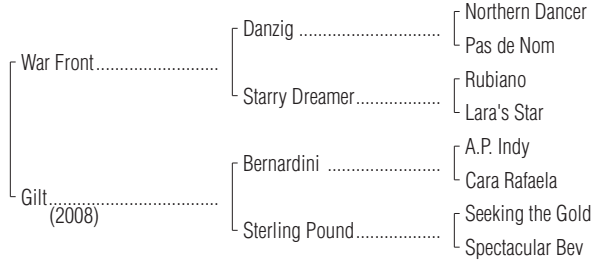 Northern Dancer
Danzig ................................
Pas de Nom
War Front...........................
Rubiano
Starry Dreamer...................
Lara's Star
A.P. Indy
Bernardini ..........................
Cara Rafaela
Gilt.....................................
(2008)
Seeking the Gold
Sterling Pound...................
Spectacular Bev